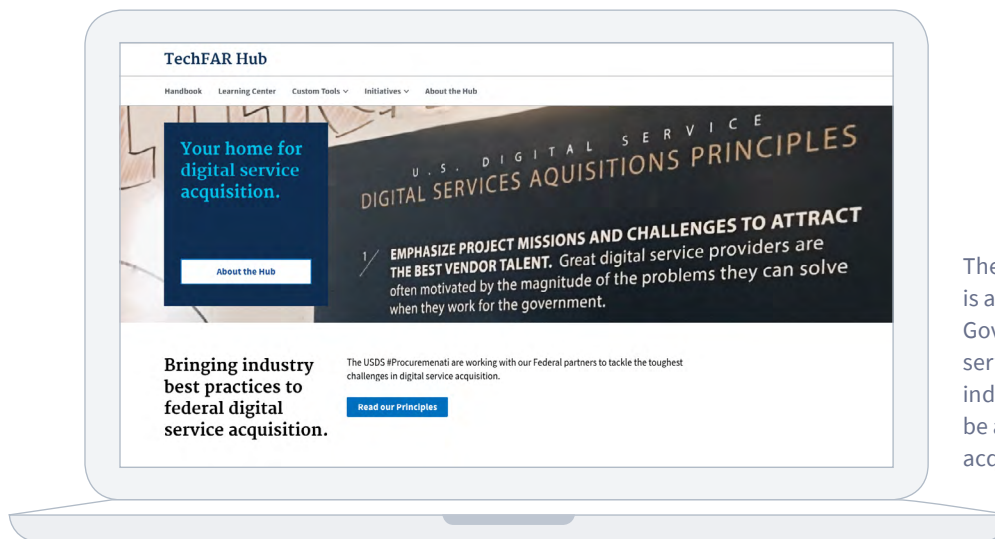 TechFAR Hub
Handbook Learning Center Custom Tools Initiatives About the Hub
Your home for
digital service
acquisition.
About the Hub
U.S. DIGITAL SERVICE
DIGITAL SERVICES AQUISITIONS PRINCIPLES
1/ EMPHASIZE PROJECT MISSIONS AND CHALLENGES TO ATTRACT
THE BEST VENDOR TALENT. Great digital service providers are
often motivated by the magnitude of the problems they can solve
when they work for the government.
Bringing industry
best practices to
federal digital
service acquisition.
The USDS #Procuremenati are working with our Federal partners to tackle the toughest
challenges in digital service acquisition.
Read our Principles
The
is a